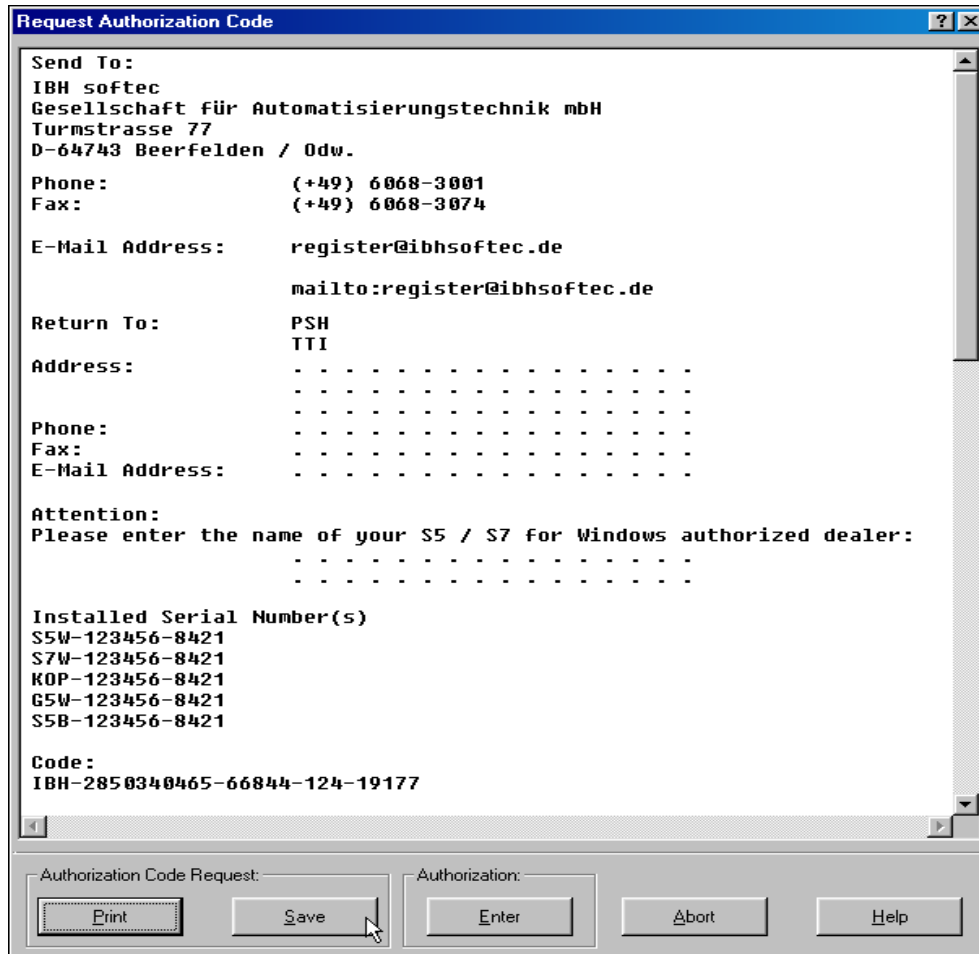 Request Authorization Code
Send To:
IBH softec
Gesellschaft für Automatisierungstechnik mbH
Turmstrasse 77
D-64743 Beerfelden / Odw.
Phone: (+49) 6068-3001
Fax: (+49) 6068-3074
E-Mail Address: register@ibhsoftec.de
mailto:register@ibhsoftec.de
Return To: PSH
TTI
Address: . . . . . . . . . . . . . . . .
. . . . . . . . . . . . . . . .
. . . . . . . . . . . . . . . .
Phone: . . . . . . . . . . . . . . . .
Fax: . . . . . . . . . . . . . . . .
E-Mail Address: . . . . . . . . . . . . . . . .
Attention:
Please enter the name of your S5 / S7 for Windows authorized dealer:
. . . . . . . . . . . . . . . .
. . . . . . . . . . . . . . . .
Installed Serial Number(s)
S5W-123456-8421
S7W-123456-8421
KOP-123456-8421
G5W-123456-8421
S5B-123456-8421
Code:
IBH-2850340465-66844-124-19177
Authorization Code Request: Authorization:
Print Save Enter Abort Help